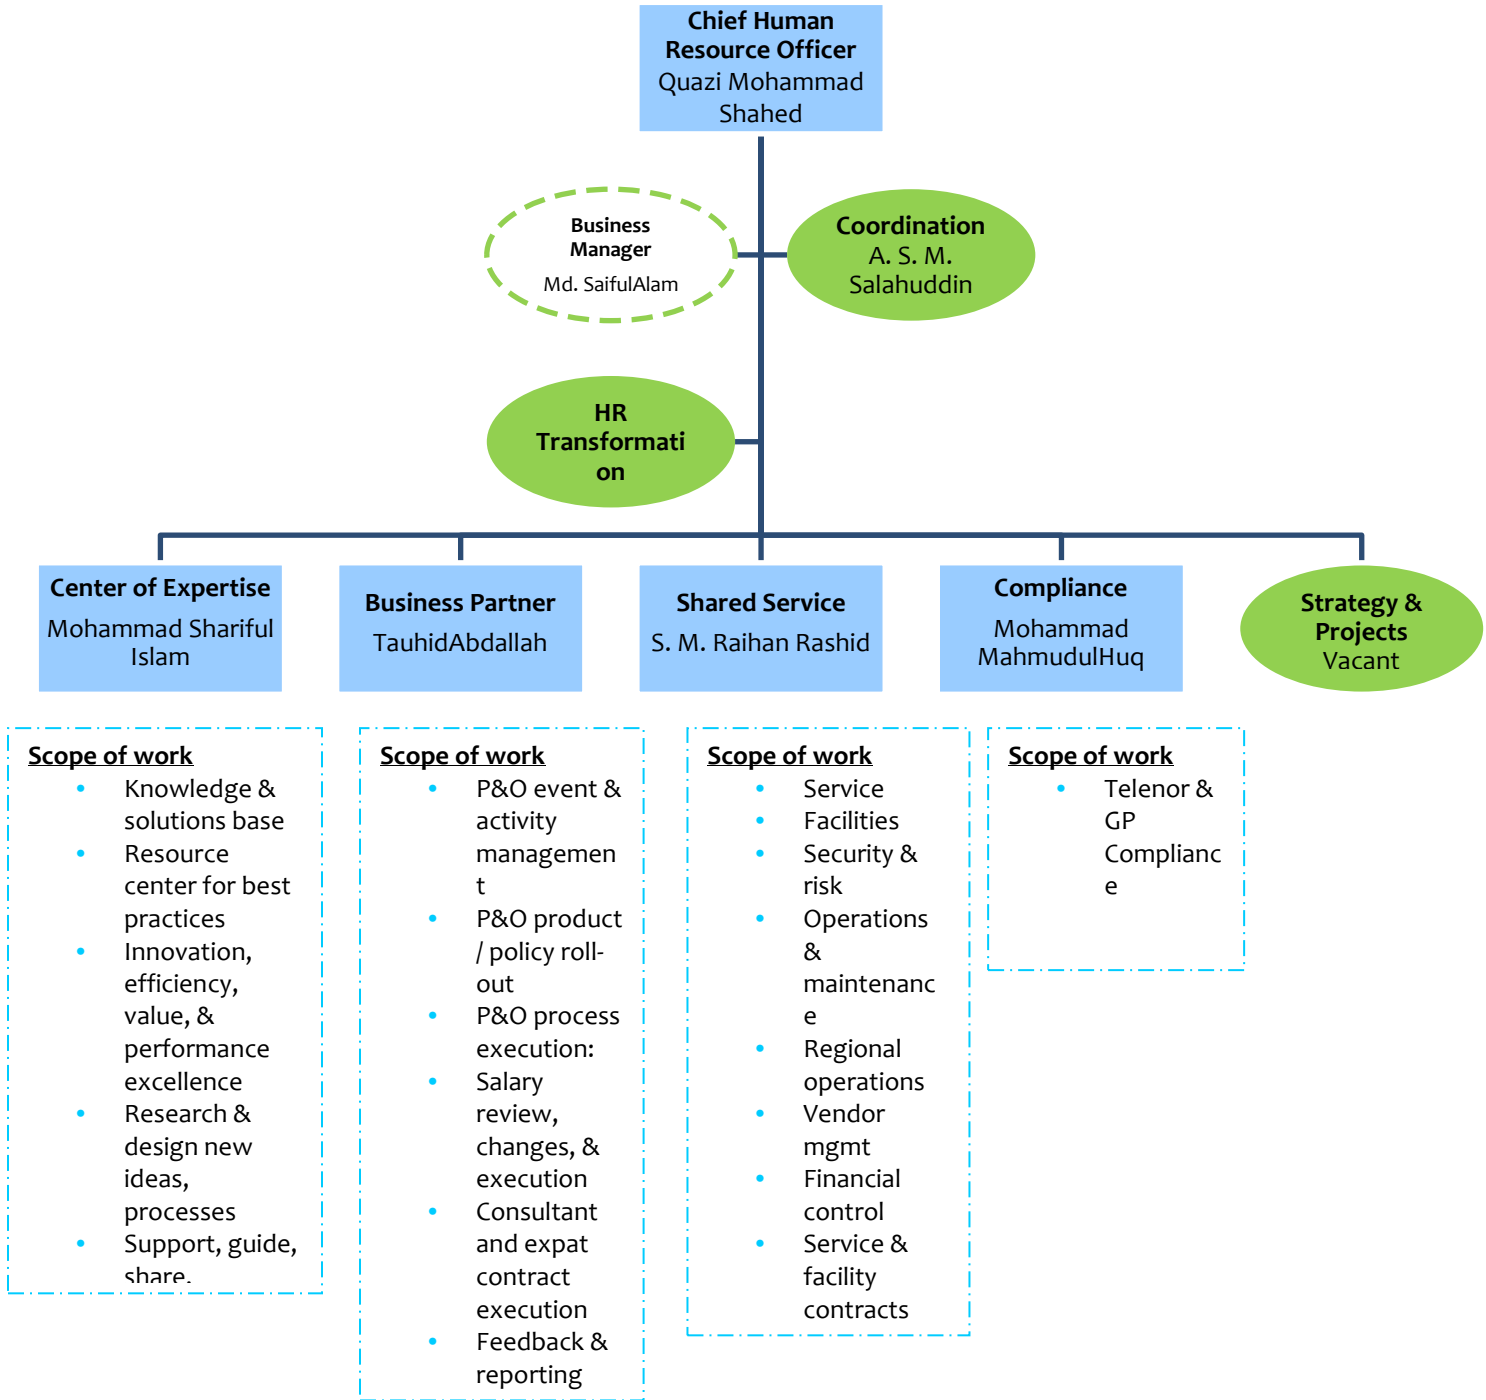 Chief Human
Resource Officer
Quazi Mohammad
Shahed
Business
Manager
Md. SaifulAlam
Coordination
A. S. M.
Salahuddin
HR
Transformati
on
Center of Expertise
Mohammad Shariful
Islam
Business Partner
TauhidAbdallah
Shared Service
S. M. Raihan Rashid
Compliance
Mohammad
MahmudulHuq
Strategy &
Projects
Vacant
Scope of work
• Knowledge &
solutions base
• Resource
center for best
practices
• Innovation,
efficiency,
value, &
performance
excellence
• Research &
design new
ideas,
processes
• Support, guide,
share,
Scope of work
• P&O event &
activity
managemen
t
• P&O product
/ policy roll-
out
• P&O process
execution:
• Salary
review,
changes, &
execution
• Consultant
and expat
contract
execution
• Feedback &
reporting
Scope of work
• Service
• Facilities
• Security &
risk
• Operations
&
maintenanc
e
• Regional
operations
• Vendor
mgmt
• Financial
control
• Service &
facility
contracts
Scope of work
• Telenor &
GP
Complianc
e